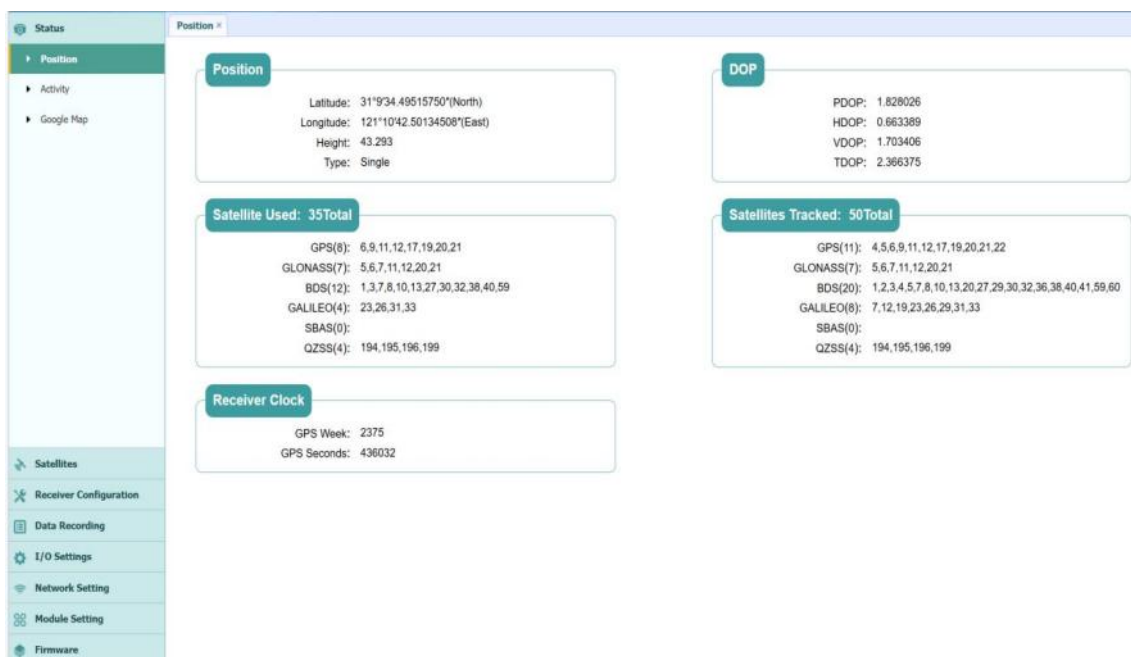 Status
Position
Activity
Google Map
Satellites
Receiver Configuration
Data Recording
I/O Settings
Network Setting
Module Setting
Firmware
Position ×
Position
Latitude: 31°9'34.49515750"(North)
Longitude: 121°10'42.50134508"(East)
Height: 43.293
Type: Single
DOP
PDOP: 1.828026
HDOP: 0.663389
VDOP: 1.703406
TDOP: 2.366375
Satellite Used: 35Total
GPS(8): 6,9,11,12,17,19,20,21
GLONASS(7): 5,6,7,11,12,20,21
BDS(12): 1,3,7,8,10,13,27,30,32,38,40,59
GALILEO(4): 23,26,31,33
SBAS(0):
QZSS(4): 194,195,196,199
Satellites Tracked: 50Total
GPS(11): 4,5,6,9,11,12,17,19,20,21,22
GLONASS(7): 5,6,7,11,12,20,21
BDS(20): 1,2,3,4,5,7,8,10,13,20,27,29,30,32,36,38,40,41,59,60
GALILEO(8): 7,12,19,23,26,29,31,33
SBAS(0):
QZSS(4): 194,195,196,199
Receiver Clock
GPS Week: 2375
GPS Seconds: 436032